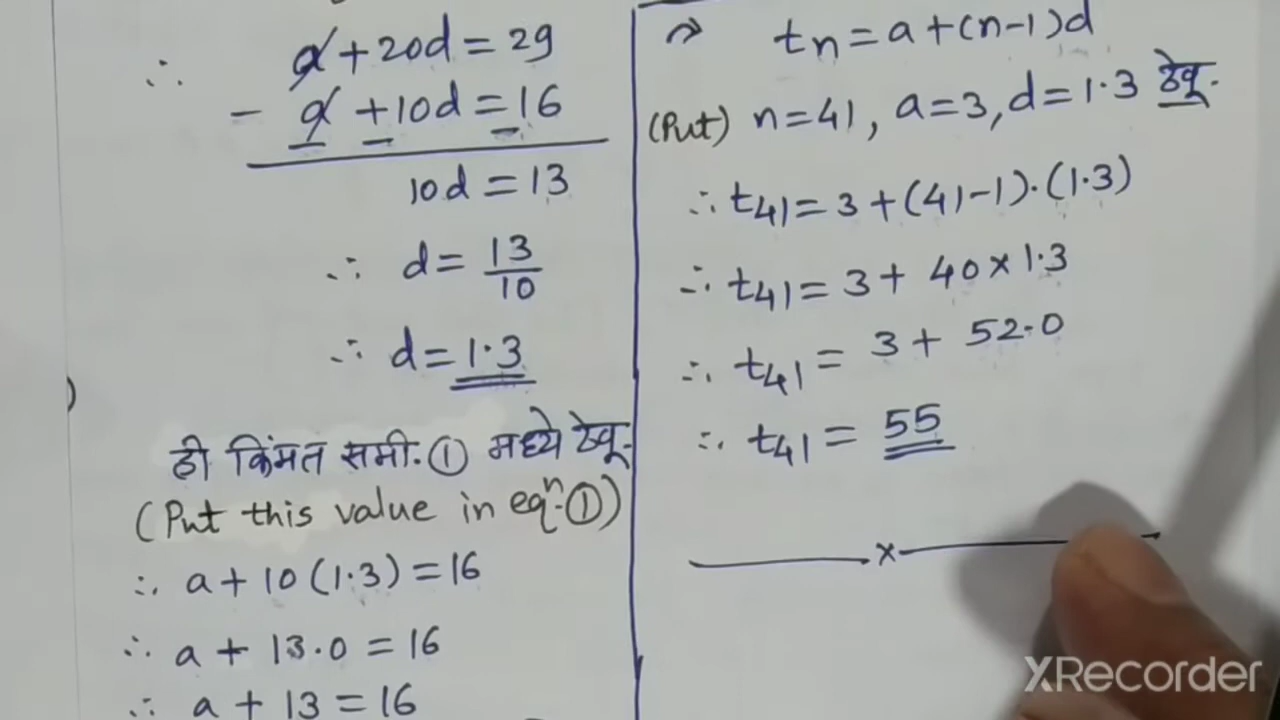 ∴ a + 20d = 29
- a + 10d = 16
10d = 13
∴ d = 13/10
∴ d = 1.3
ही किंमत समी. ① मध्ये ठेवू.
(Put this value in eqⁿ. ①)
∴ a + 10 (1.3) = 16
∴ a + 13.0 = 16
∴ a + 13 = 16
→ tn = a + (n-1)d
(Put) n = 41, a = 3, d = 1.3 ठेवू.
∴ t41 = 3 + (41-1).(1.3)
∴ t41 = 3 + 40 × 1.3
∴ t41 = 3 + 52.0
∴ t41 = 55
x
XRecorder